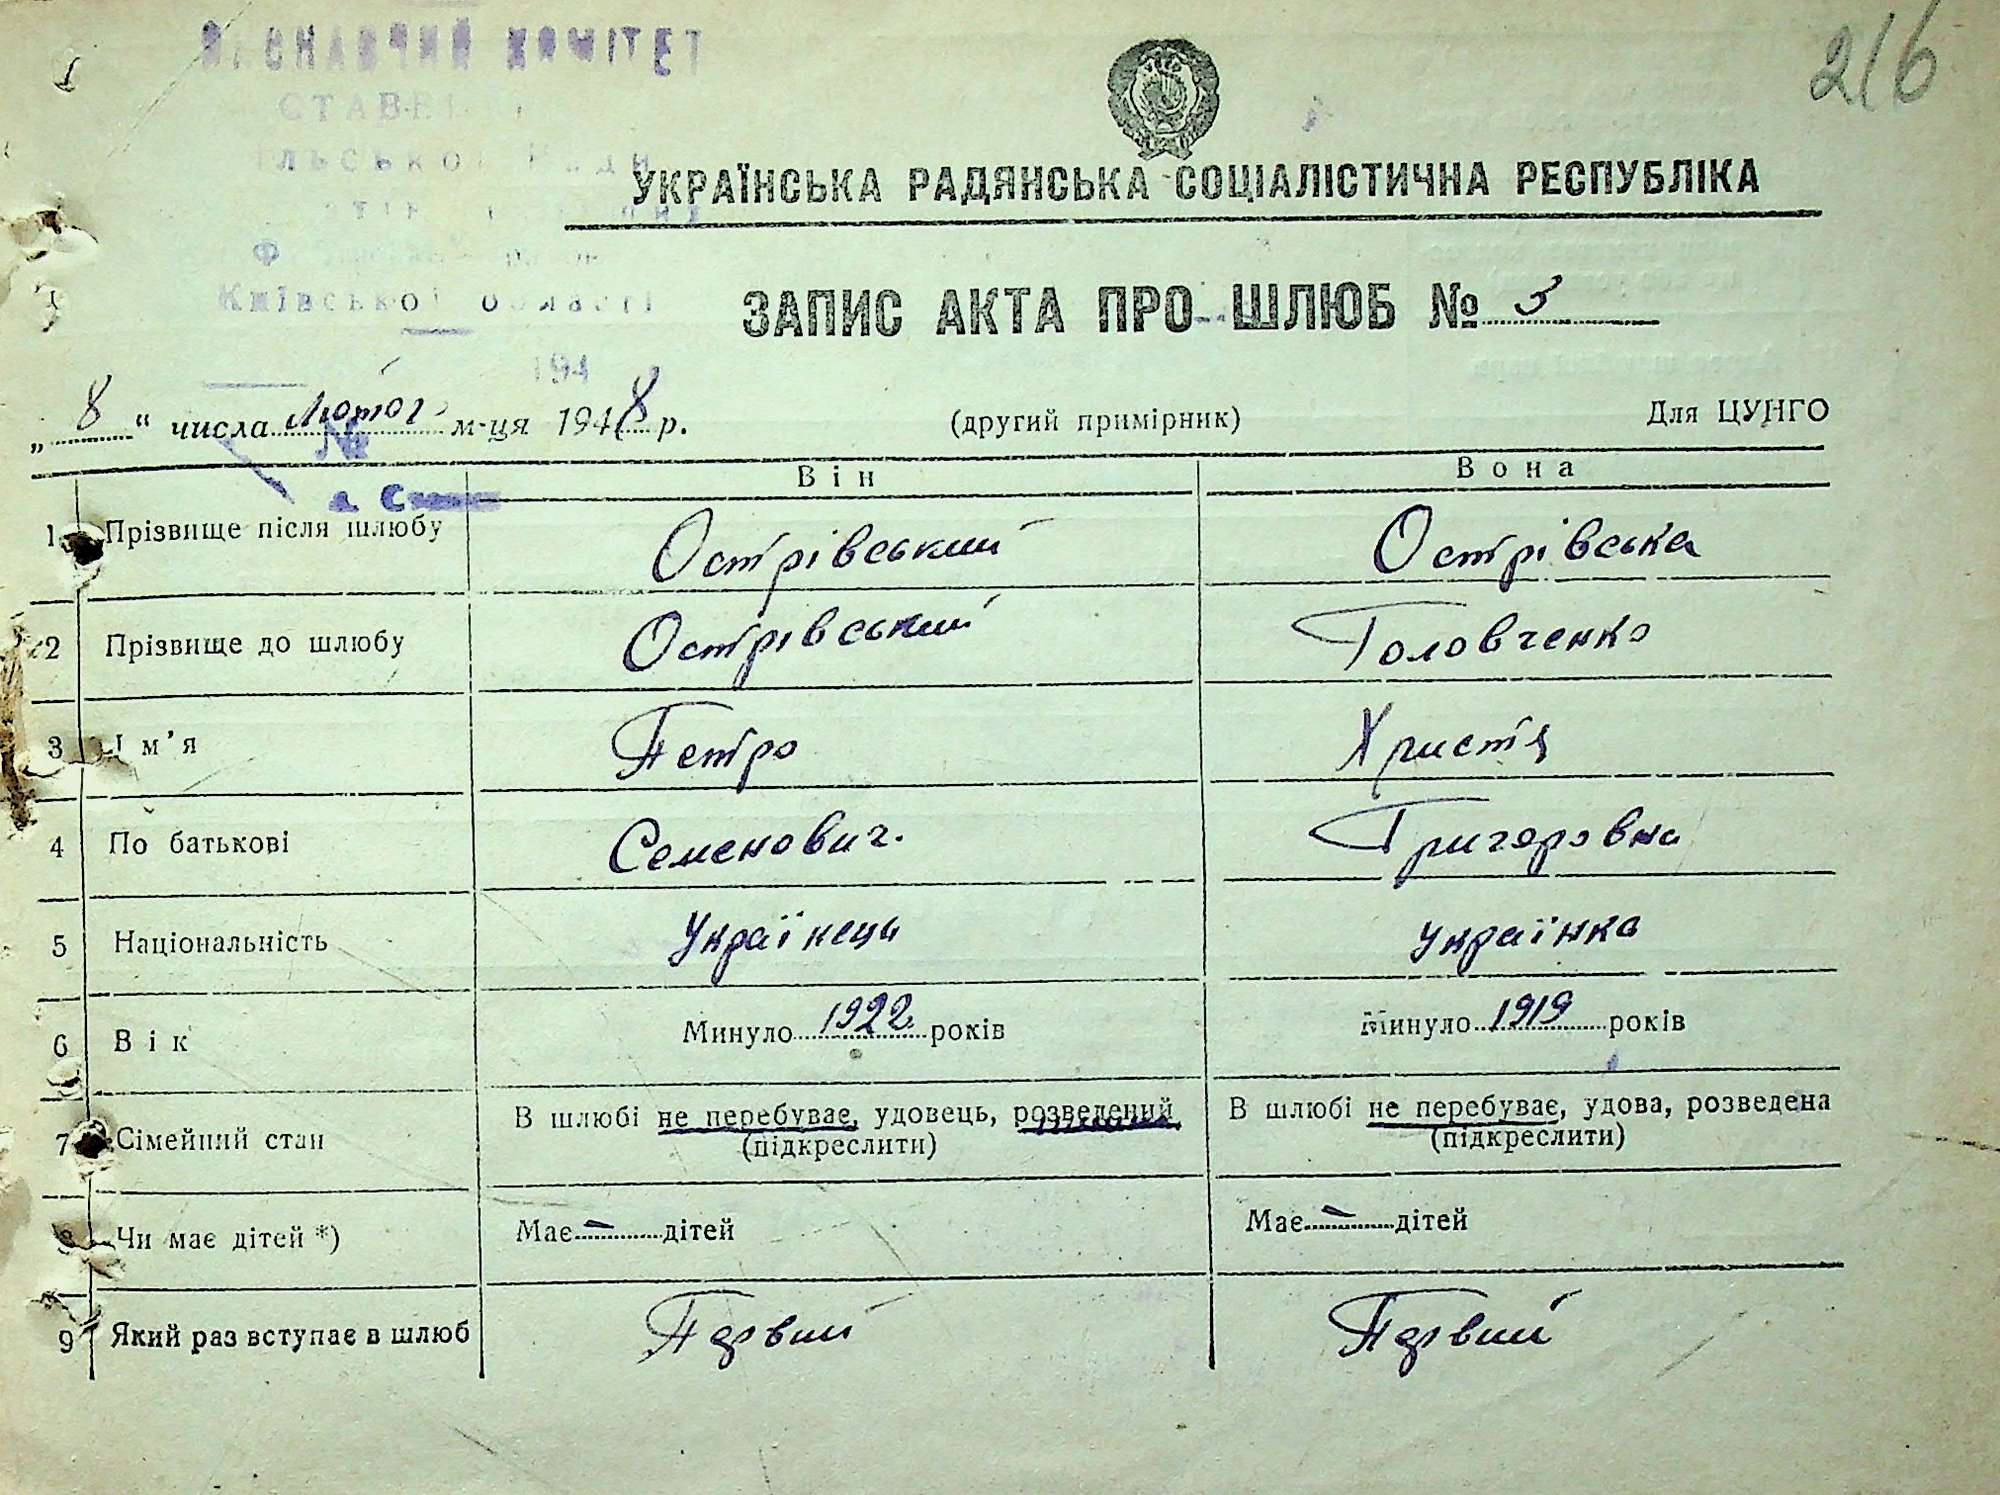 216
КОМІТЕТ
Київської області
УКРАЇНСЬКА РАДЯНСЬКА СОЦІАЛІСТИЧНА РЕСПУБЛІКА
ЗАПИС АКТА ПРО ШЛЮБ № 3
194
„ 8 “ числа Лютого м-ця 1948 р. (другий примірник) Для ЦУНГО
№
Він Вона
1 Прізвище після шлюбу Острівський Острівська
2 Прізвище до шлюбу Острівський Головченко
3 Ім’я Петро Христя
4 По батькові Семенович. Григоровна
5 Національність Українець Українка
6 Вік Минуло 1922 років Минуло 1919 років
7 Сімейний стан В шлюбі не перебуває, удовець, розведений В шлюбі не перебуває, удова, розведена
(підкреслити) (підкреслити)
8 Чи має дітей *) Має – дітей Має – дітей
9 Який раз вступає в шлюб Первий Первий